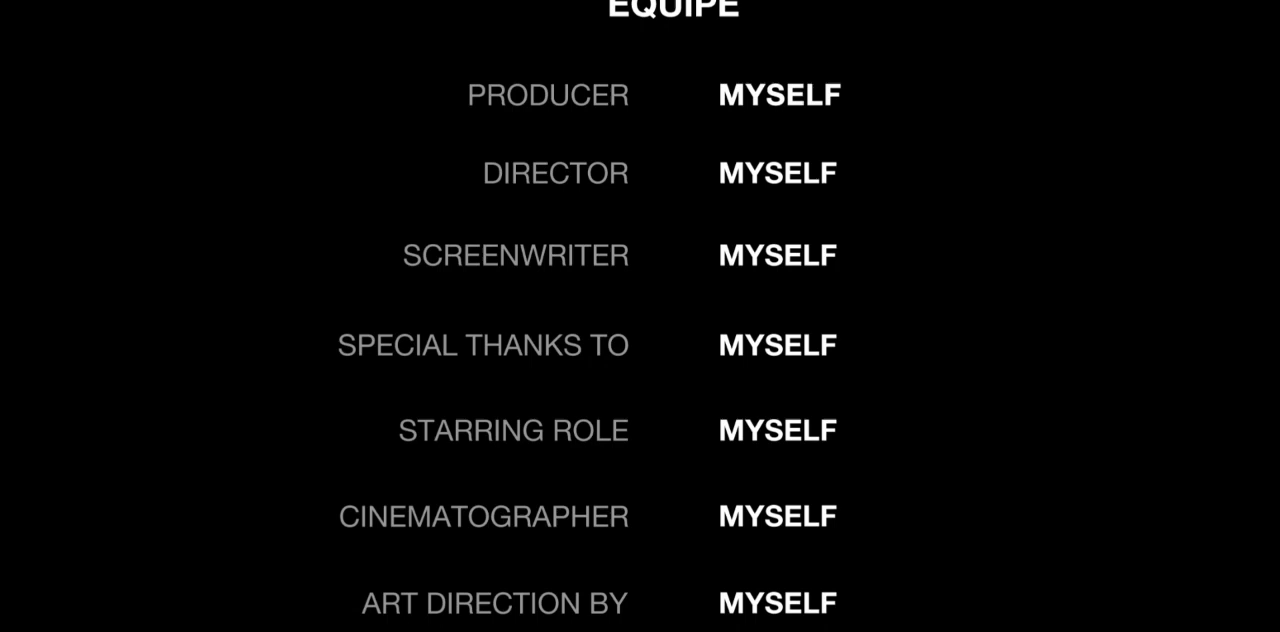 EQUIPE
PRODUCER MYSELF
DIRECTOR MYSELF
SCREENWRITER MYSELF
SPECIAL THANKS TO MYSELF
STARRING ROLE MYSELF
CINEMATOGRAPHER MYSELF
ART DIRECTION BY MYSELF